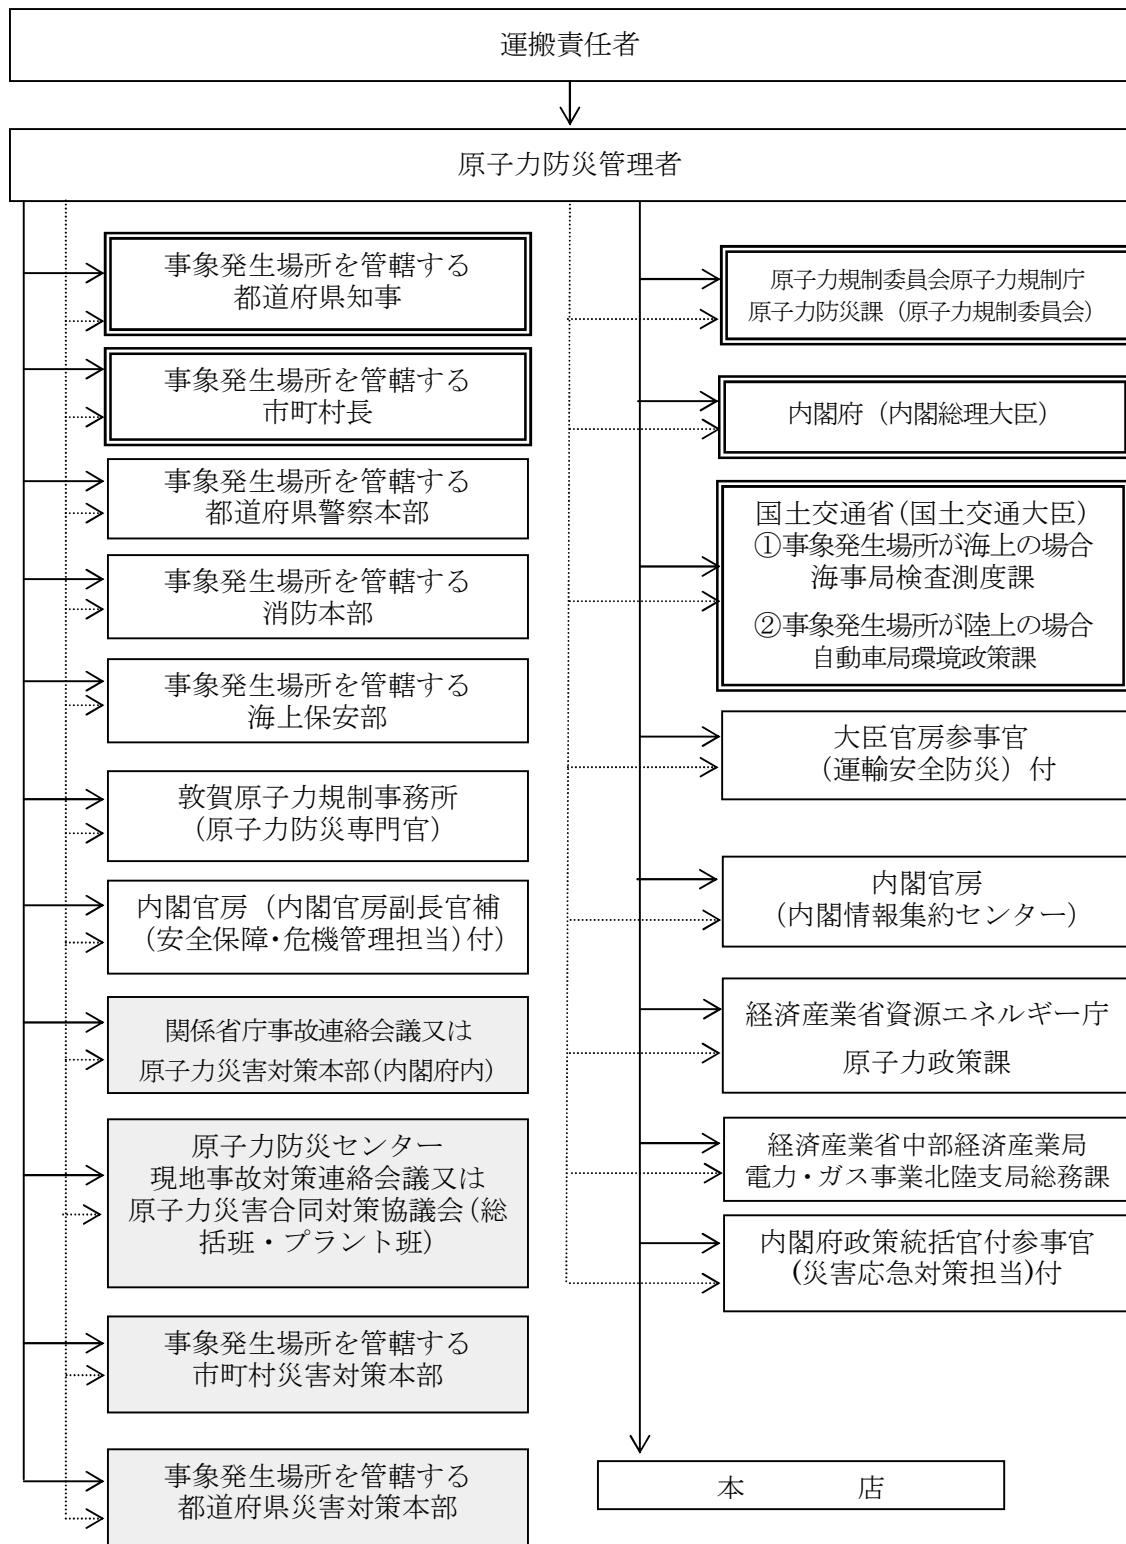 運搬責任者
原子力防災管理者
事象発生場所を管轄する
都道府県知事
事象発生場所を管轄する
市町村長
事象発生場所を管轄する
都道府県警察本部
事象発生場所を管轄する
消防本部
事象発生場所を管轄する
海上保安部
敦賀原子力規制事務所
（原子力防災専門官）
内閣官房（内閣官房副長官補
（安全保障・危機管理担当）付）
関係省庁事故連絡会議又は
原子力災害対策本部（内閣府内）
原子力防災センター
現地事故対策連絡会議又は
原子力災害合同対策協議会（総
括班・プラント班）
事象発生場所を管轄する
市町村災害対策本部
事象発生場所を管轄する
都道府県災害対策本部
原子力規制委員会原子力規制庁
原子力防災課（原子力規制委員会）
内閣府（内閣総理大臣）
国土交通省（国土交通大臣）
①事象発生場所が海上の場合
海事局検査測度課
②事象発生場所が陸上の場合
自動車局環境政策課
大臣官房参事官
（運輸安全防災）付
内閣官房
（内閣情報集約センター）
経済産業省資源エネルギー庁
原子力政策課
経済産業省中部経済産業局
電力・ガス事業北陸支局総務課
内閣府政策統括官付参事官
(災害応急対策担当)付
本　　　　店